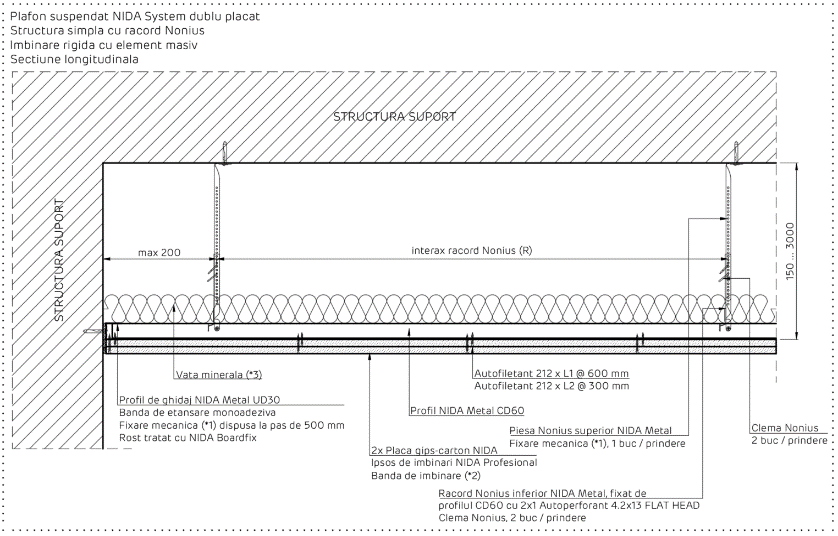 Plafon suspendat NIDA System dublu placat
Structura simpla cu racord Nonius
Imbinare rigida cu element masiv
Sectiune longitudinala
STRUCTURA SUPORT
STRUCTURA SUPORT
max 200
interax racord Nonius (R)
150 ... 3000
Vata minerala (*3)
Autofiletant 212 x L1 @ 600 mm
Autofiletant 212 x L2 @ 300 mm
Profil de ghidaj NIDA Metal UD30
Banda de etansare monoadeziva
Fixare mecanica (*1) dispusa la pas de 500 mm
Rost tratat cu NIDA Boardfix
Profil NIDA Metal CD60
Piesa Nonius superior NIDA Metal
Fixare mecanica (*1), 1 buc / prindere
Clema Nonius
2 buc / prindere
2x Placa gips-carton NIDA
Ipsos de imbinari NIDA Profesional
Banda de imbinare (*2)
Racord Nonius inferior NIDA Metal, fixat de
profilul CD60 cu 2x1 Autoperforant 4.2x13 FLAT HEAD
Clema Nonius, 2 buc / prindere